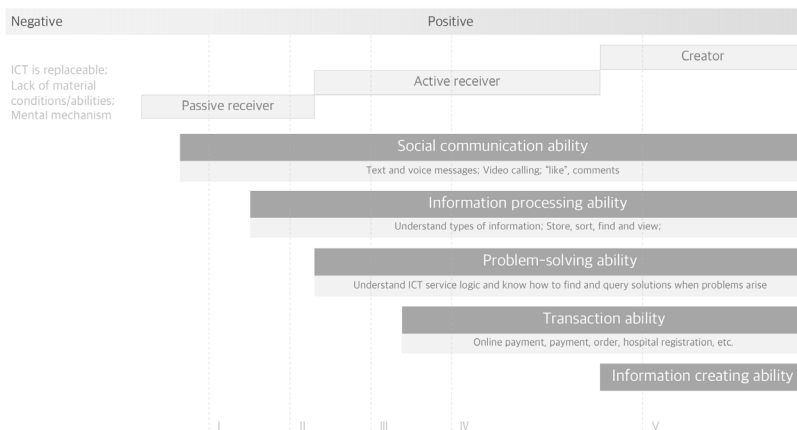 Negative
Positive
ICT is replaceable;
Lack of material
conditions/abilities;
Mental mechanism
Creator
Active receiver
Passive receiver
Social communication ability
Text and voice messages; Video calling; "like", comments
Information processing ability
Understand types of information; Store, sort, find and view;
Problem-solving ability
Understand ICT service logic and know how to find and query solutions when problems arise
Transaction ability
Online payment, payment, order, hospital registration, etc.
Information creating ability
I
II
III
IV
V